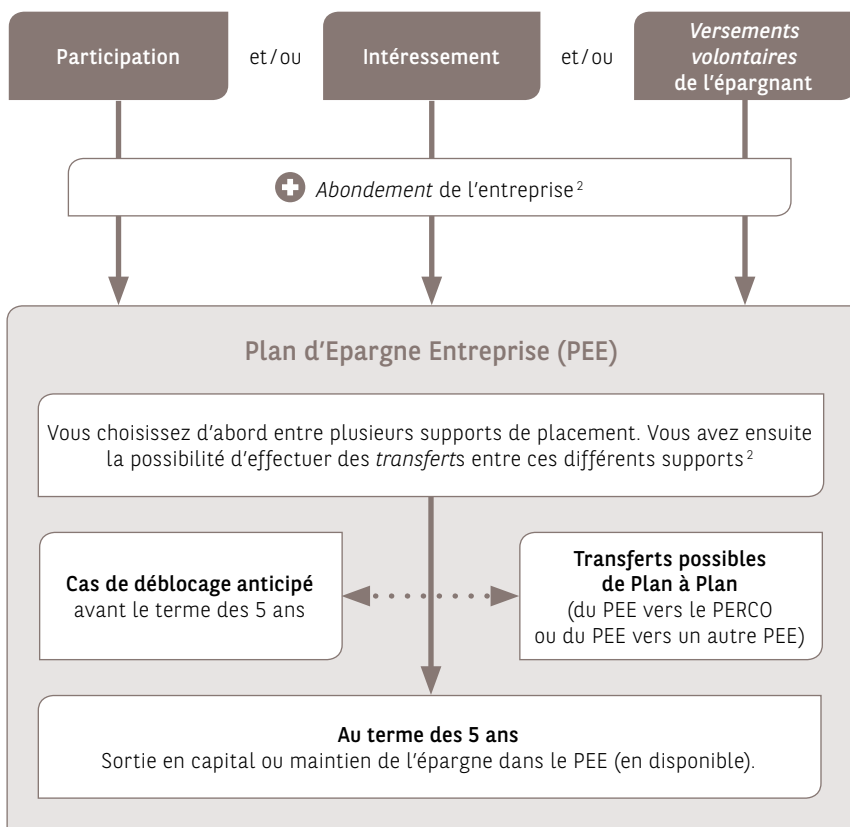 Participation
et/ou
Intéressement
et/ou
Versements
volontaires
de l'épargnant
Abondement de l'entreprise ²
Plan d'Epargne Entreprise (PEE)
Vous choisissez d'abord entre plusieurs supports de placement. Vous avez ensuite
la possibilité d'effectuer des transferts entre ces différents supports ²
Cas de déblocage anticipé
avant le terme des 5 ans
Transferts possibles
de Plan à Plan
(du PEE vers le PERCO
ou du PEE vers un autre PEE)
Au terme des 5 ans
Sortie en capital ou maintien de l'épargne dans le PEE (en disponible).